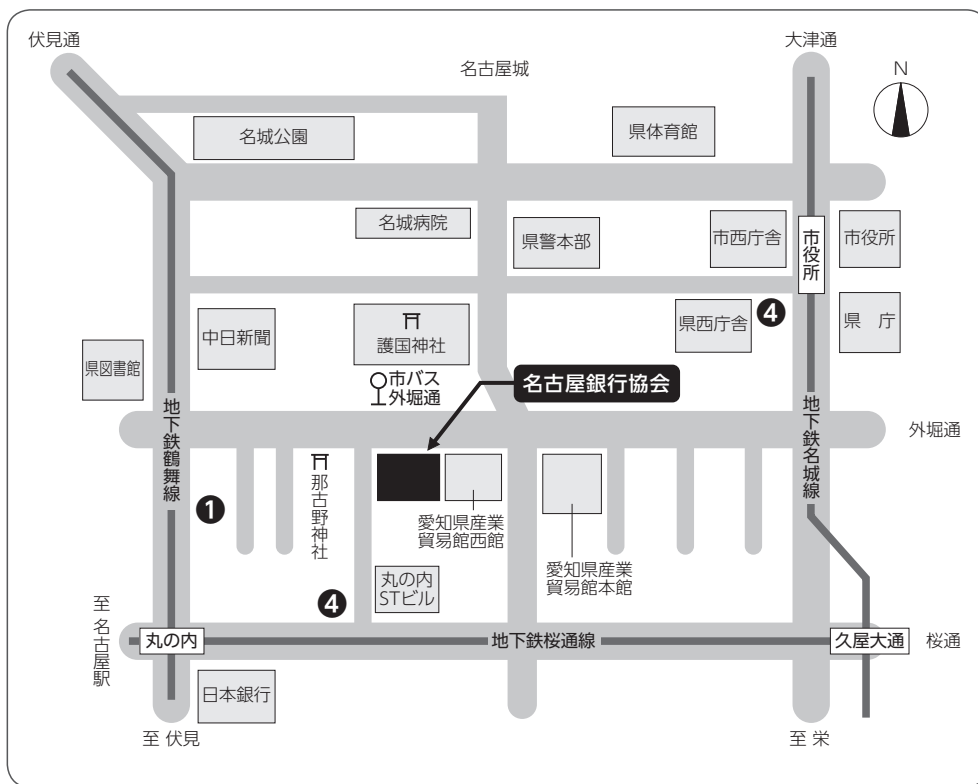 伏見通
名古屋城
大津通
N
名城公園
県体育館
名城病院
県警本部
市西庁舎
市役所
市役所
中日新聞
護国神社
県西庁舎
❹
県 庁
県図書館
市バス
外堀通
名古屋銀行協会
外堀通
地下鉄鶴舞線
地下鉄名城線
❶
那古野神社
愛知県産業
貿易館西館
愛知県産業
貿易館本館
丸の内
STビル
❹
至 名古屋駅
丸の内
地下鉄桜通線
久屋大通
桜通
日本銀行
至 伏見
至 栄